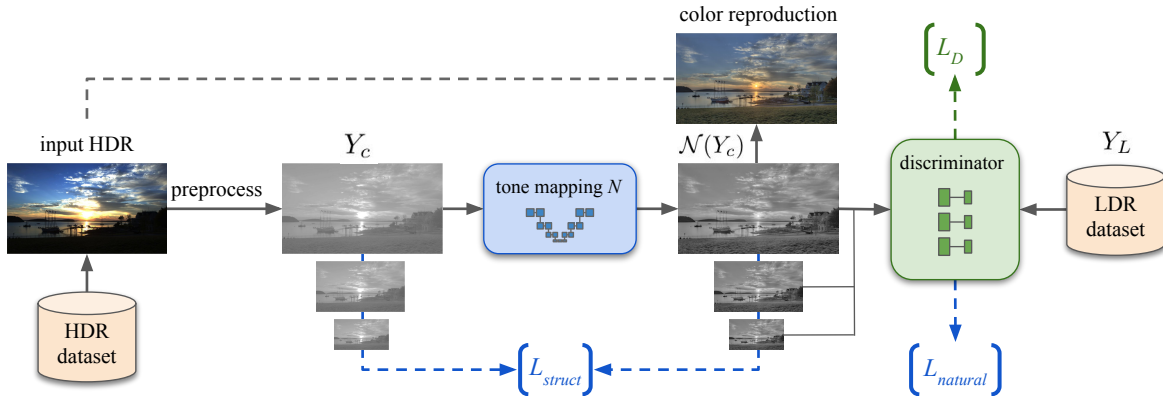 color reproduction
L_D
input HDR
Y_c
N(Y_c)
Y_L
preprocess
tone mapping N
discriminator
LDR
dataset
HDR
dataset
L_struct
L_natural